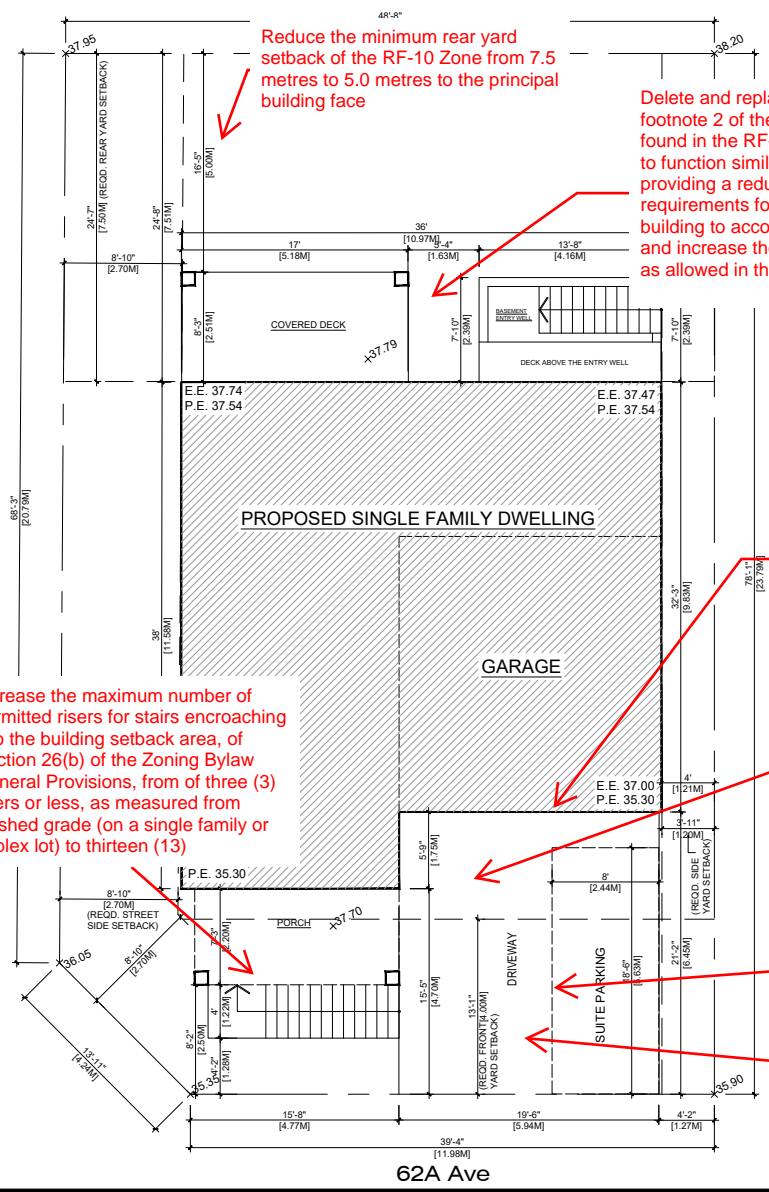 48'-8"
37.95
38.20
Reduce the minimum rear yard
setback of the RF-10 Zone from 7.5
metres to 5.0 metres to the principal
building face
Delete and repla
footnote 2 of the
found in the RF-
to function simil
providing a redu
requirements fo
building to acco
and increase the
as allowed in th
24'-7"
[7.50M] (REQD. REAR YARD SETBACK)
24'-8"
[7.51M]
16'-5"
[5.00M]
36'
[10.97M]
8'-10"
[2.70M]
17'
[5.18M]
5'-4"
[1.63M]
13'-8"
[4.16M]
8'-3"
[2.51M]
COVERED DECK
37.79
7'-10"
[2.39M]
BASEMENT
ENTRY WELL
DECK ABOVE THE ENTRY WELL
7'-10"
[2.39M]
E.E. 37.74
P.E. 37.54
E.E. 37.47
P.E. 37.54
68'-3"
[20.79M]
PROPOSED SINGLE FAMILY DWELLING
78'-1"
[23.79M]
32'-3"
[9.83M]
38'
[11.58M]
GARAGE
rease the maximum number of
rmitted risers for stairs encroaching
o the building setback area, of
ction 26(b) of the Zoning Bylaw
neral Provisions, from of three (3)
ers or less, as measured from
shed grade (on a single family or
plex lot) to thirteen (13)
E.E. 37.00
P.E. 35.30
4'
[1.21M]
3'-11"
[1.20M]
(REQD. SIDE
YARD SETBACK)
5'-9"
[1.75M]
P.E. 35.30
8'
[2.44M]
8'-10"
[2.70M]
(REQD. STREET
SIDE SETBACK)
PORCH
37.70
7'-3"
[2.20M]
36.05
8'-10"
[2.70M]
DRIVEWAY
SUITE PARKING
18'-6"
[5.63M]
21'-2"
[6.45M]
15'-5"
[4.70M]
13'-1"
(REQD. FRONT[4.00M]
YARD SETBACK)
4'
[1.22M]
8'-2"
[2.50M]
4'-2"
[1.28M]
13'-11"
[4.24M]
35.35
35.90
15'-8"
[4.77M]
19'-6"
[5.94M]
4'-2"
[1.27M]
39'-4"
[11.98M]
62A Ave